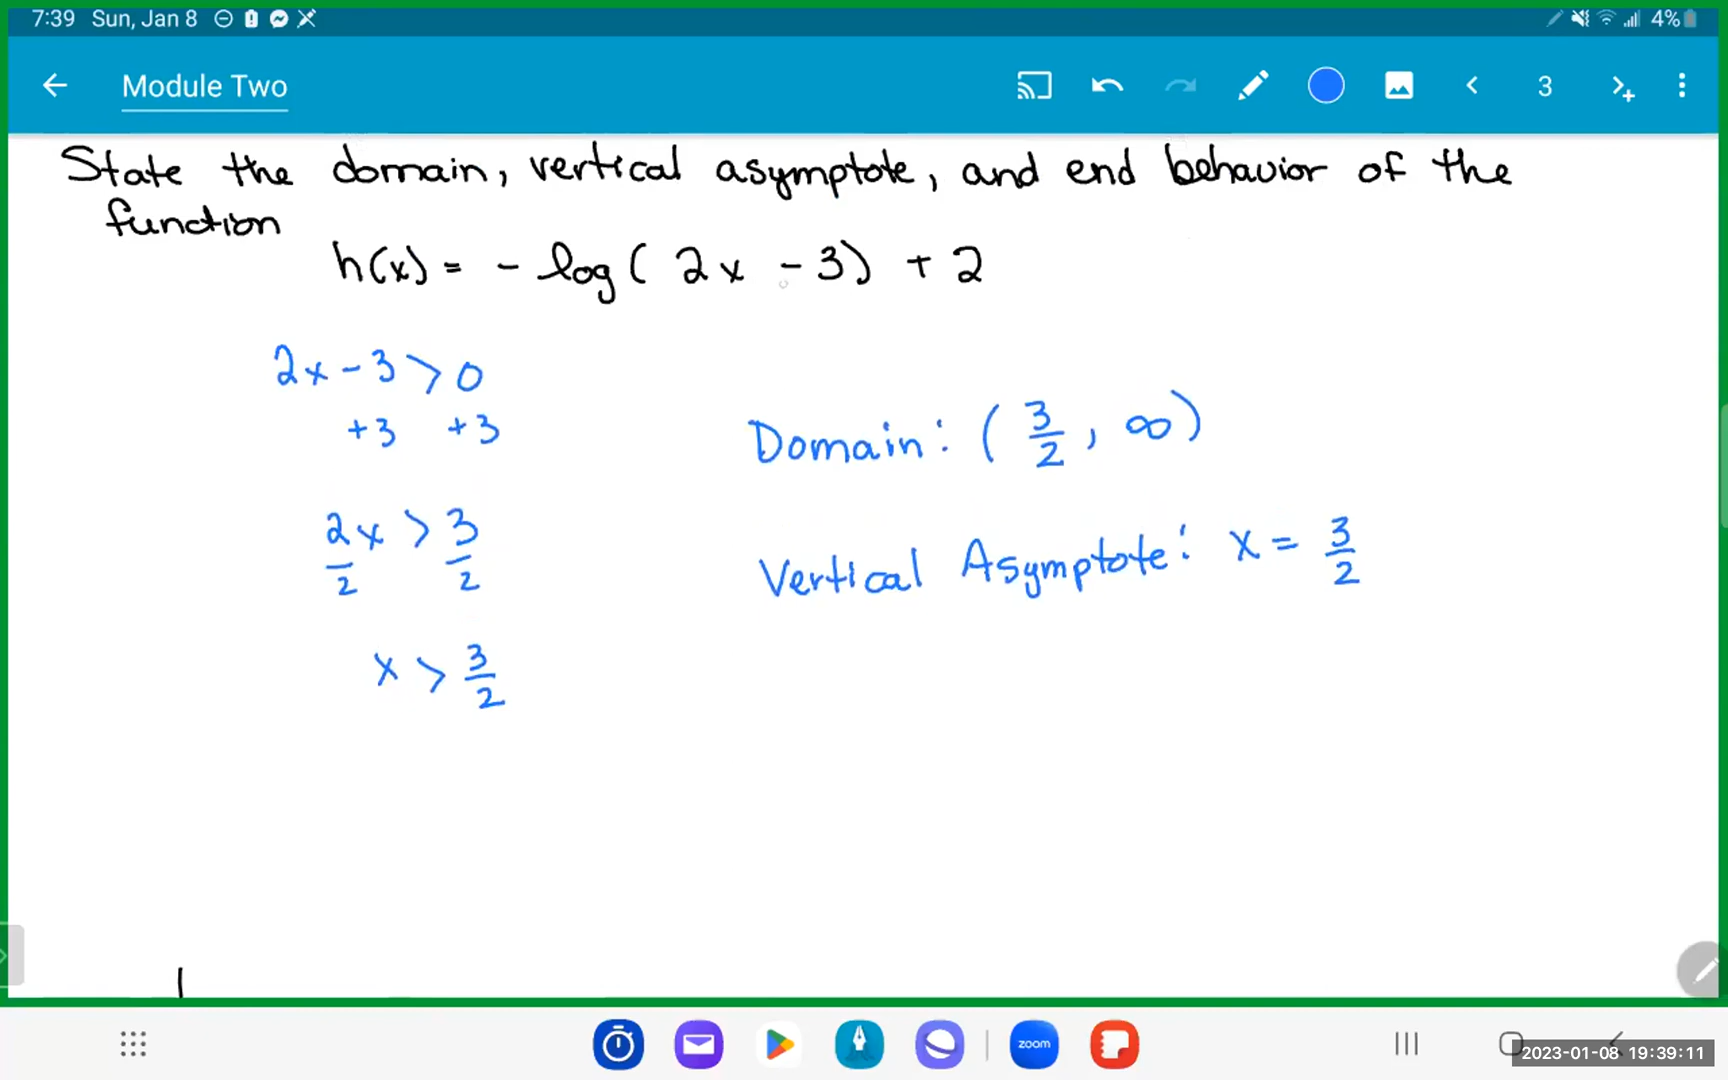 7:39 Sun, Jan 8
4%
Module Two
3
State the domain, vertical asymptote, and end behavior of the
function
h(x) = - log( 2x - 3) + 2
2x - 3 > 0
+3 +3
Domain: ( 3/2 , ∞ )
2x > 3
2 2
Vertical Asymptote: x = 3/2
x > 3/2
zoom
2023-01-08 19:39:11